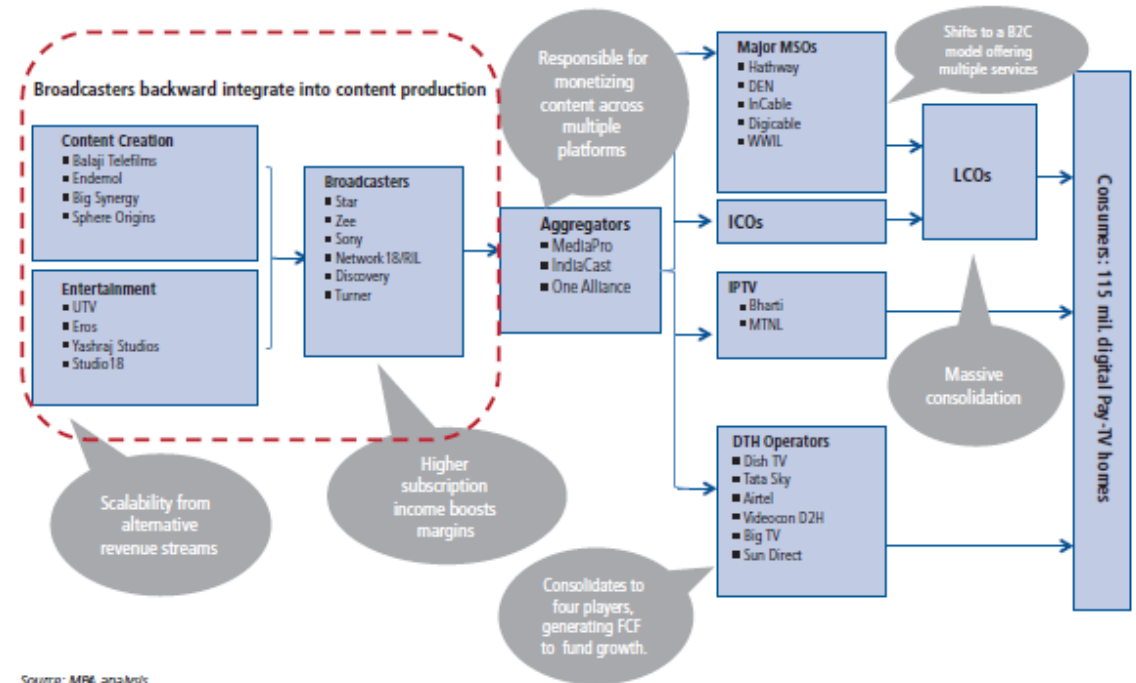 Broadcasters backward integrate into content production
Content Creation
■ Balaji Telefilms
■ Endemol
■ Big Synergy
■ Sphere Origins
Entertainment
■ UTV
■ Eros
■ Yashraj Studios
■ Studio18
Scalability from
alternative
revenue streams
Broadcasters
■ Star
■ Zee
■ Sony
■ Network18/RIL
■ Discovery
■ Turner
Higher
subscription
income boosts
margins
Responsible for
monetizing
content across
multiple
platforms
Aggregators
■ MediaPro
■ IndiaCast
■ One Alliance
Major MSOs
■ Hathway
■ DEN
■ InCable
■ Digicable
■ WWIL
Shifts to a B2C
model offering
multiple services
ICOs
LCOs
Massive
consolidation
IPTV
■ Bharti
■ MTNL
DTH Operators
■ Dish TV
■ Tata Sky
■ Airtel
■ Videocon D2H
■ Big TV
■ Sun Direct
Consolidates to
four players,
generating FCF
to fund growth.
Consumers: 115 mil. digital Pay-TV homes
Source: MPA analysis